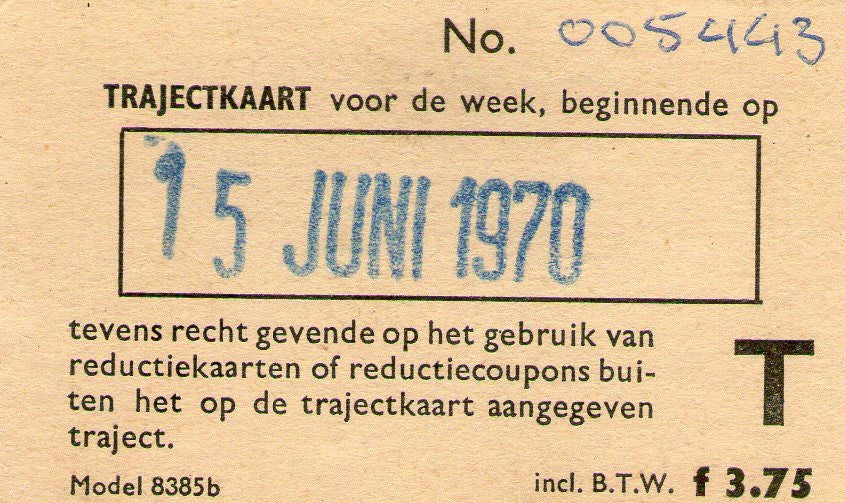 No. 0054443
TRAJECTKAART voor de week, beginnende op
15 JUNI 1970
tevens recht gevende op het gebruik van
reductiekaarten of reductiecoupons bui-
ten het op de trajectkaart aangegeven
traject.
T
Model 8385b
incl. B.T.W. f 3.75